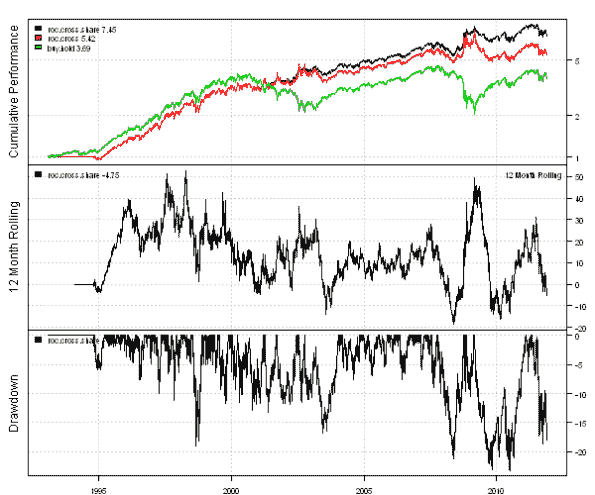 roc.cross.share 7.45
roc.cross 5.42
buy.hold 3.89
Cumulative Performance
5
2
1
roc.cross.share -4.75
12 Month Rolling
12 Month Rolling
50
40
30
20
10
0
-10
-20
roc.cross.share
Drawdown
0
-5
-10
-15
-20
1995
2000
2005
2010